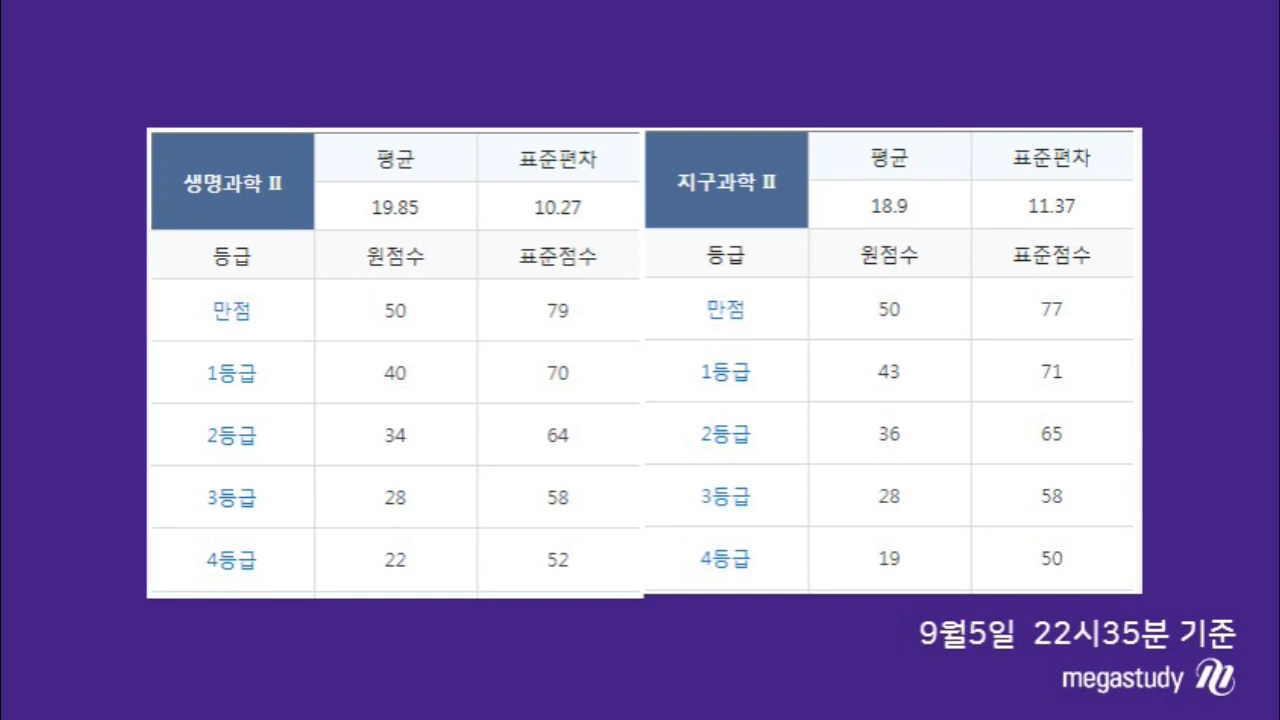 생명과학 II 평균 표준편차
19.85 10.27
등급 원점수 표준점수
만점 50 79
1등급 40 70
2등급 34 64
3등급 28 58
4등급 22 52
지구과학 II 평균 표준편차
18.9 11.37
등급 원점수 표준점수
만점 50 77
1등급 43 71
2등급 36 65
3등급 28 58
4등급 19 50
9월5일 22시35분 기준
megastudy